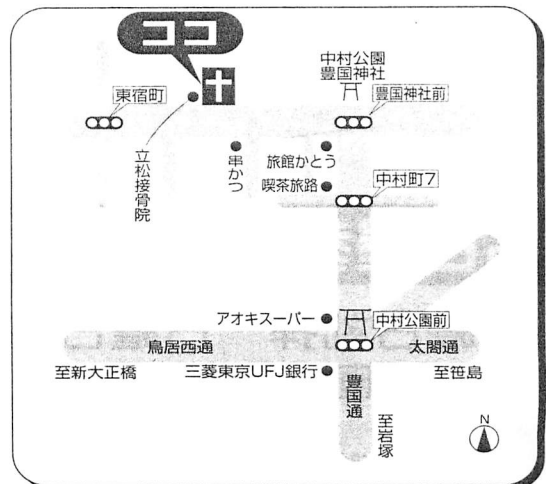 ココ
中村公園
豊国神社
東宿町
豊国神社前
立松接骨院
串かつ
旅館かとう
喫茶旅路
中村町7
アオキスーパー
中村公園前
鳥居西通
太閤通
至新大正橋
三菱東京UFJ銀行
至笹島
豊国通
至岩塚
N